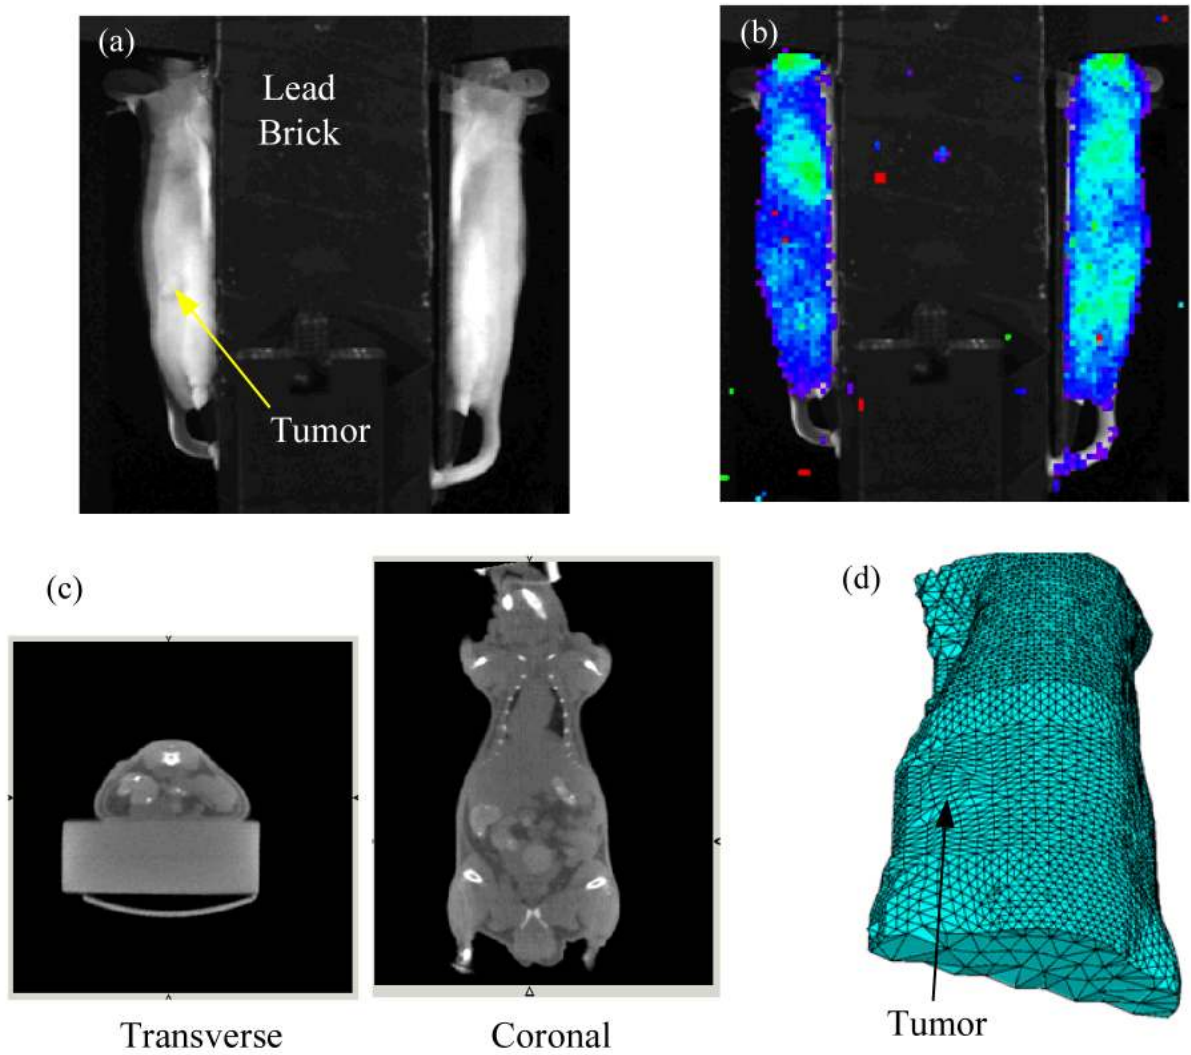 (a)
Lead
Brick
Tumor
(b)
(c)
Transverse
Coronal
(d)
Tumor